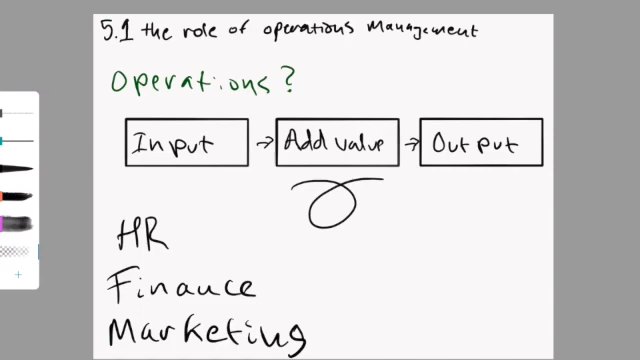 5.1 the role of operations management
Operations?
Input → Add value → Output
HR
Finance
Marketing